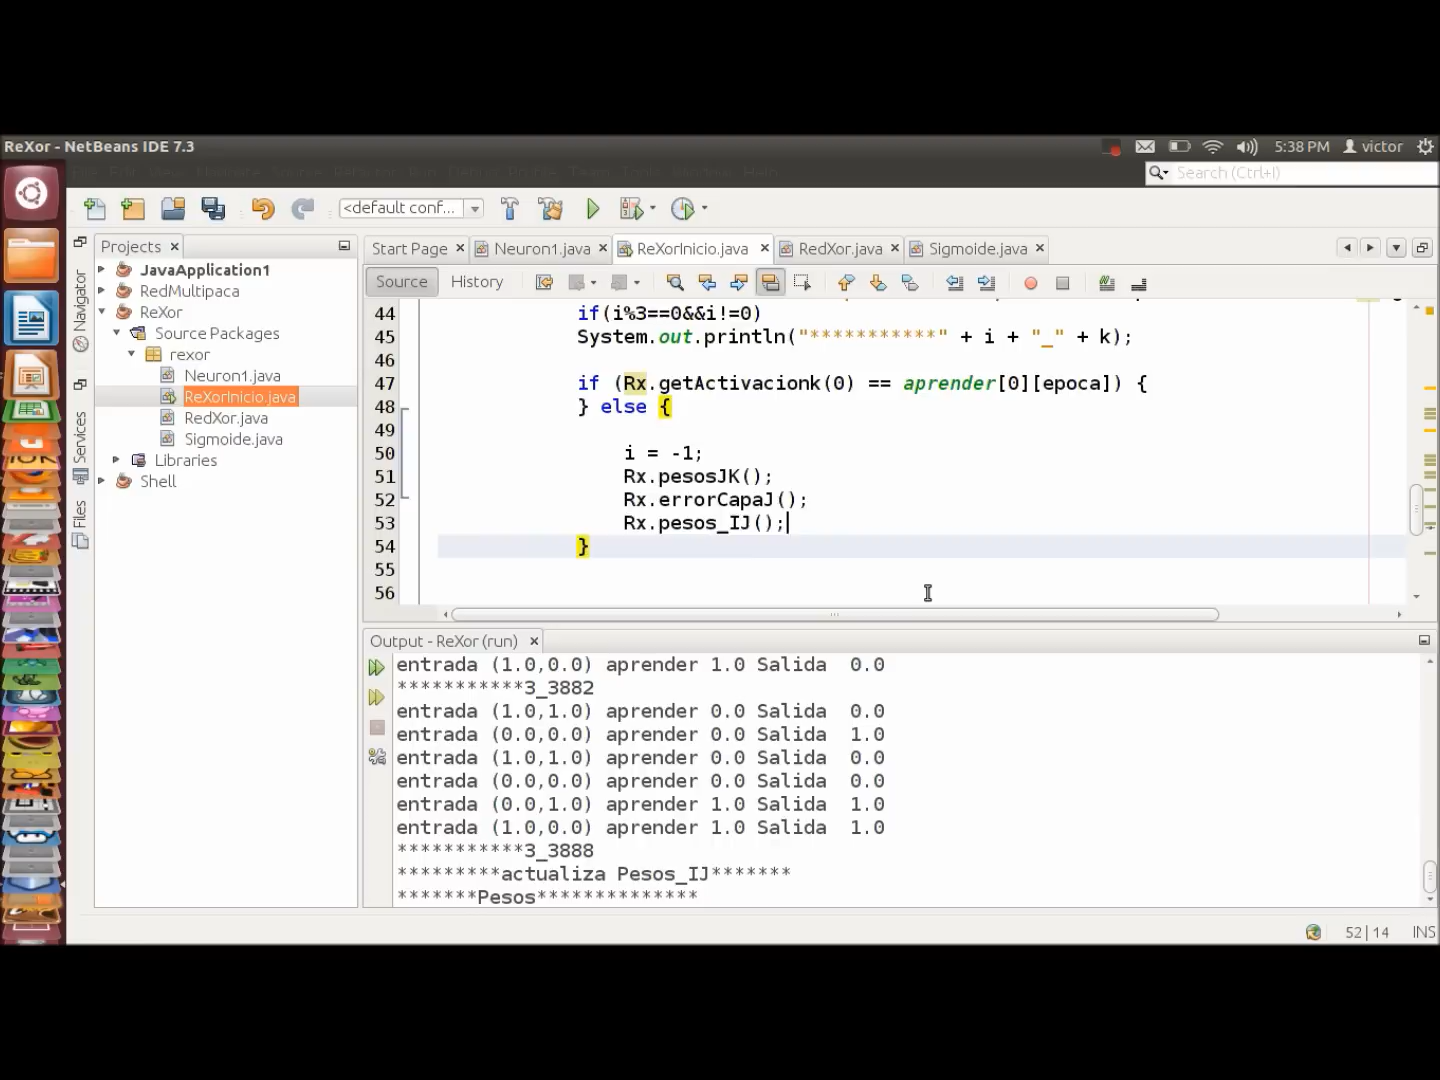 ReXor - NetBeans IDE 7.3
5:38 PM victor
Search (Ctrl+I)
<default conf...
Projects
Start Page Neuron1.java ReXorInicio.java RedXor.java Sigmoide.java
Source History
Navigator
Services
Files
JavaApplication1
RedMultipaca
ReXor
Source Packages
rexor
Neuron1.java
ReXorInicio.java
RedXor.java
Sigmoide.java
Libraries
Shell
44 if(i%3==0&&i!=0)
45 System.out.println("***********" + i + "_" + k);
46
47 if (Rx.getActivacionk(0) == aprender[0][epoca]) {
48 } else {
49
50 i = -1;
51 Rx.pesosJK();
52 Rx.errorCapaJ();
53 Rx.pesos_IJ();
54 }
55
56
Output - ReXor (run)
entrada (1.0,0.0) aprender 1.0 Salida  0.0
***********3_3882
entrada (1.0,1.0) aprender 0.0 Salida  0.0
entrada (0.0,0.0) aprender 0.0 Salida  1.0
entrada (1.0,1.0) aprender 0.0 Salida  0.0
entrada (0.0,0.0) aprender 0.0 Salida  0.0
entrada (0.0,1.0) aprender 1.0 Salida  1.0
entrada (1.0,0.0) aprender 1.0 Salida  1.0
***********3_3888
*********actualiza Pesos_IJ*******
*******Pesos**************
52|14 INS